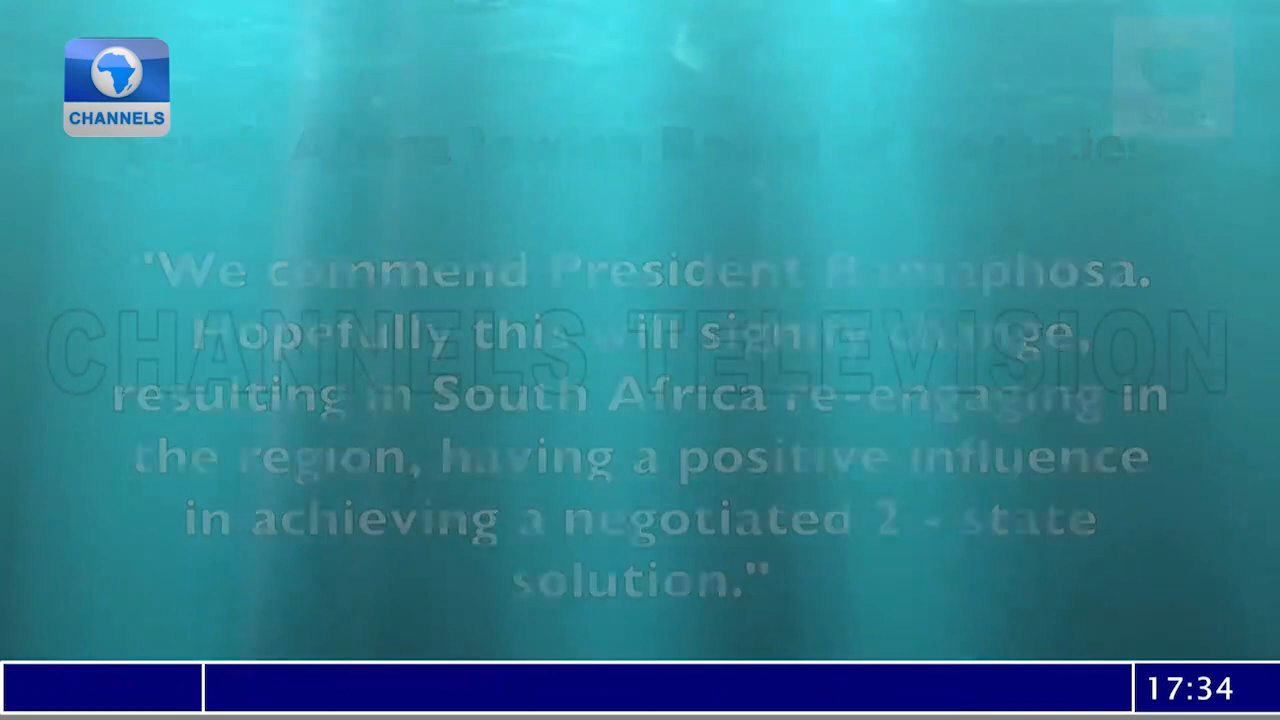 CHANNELS
"We commend President Ramaphosa.
Hopefully this will signify change,
CHANNELS TELEVISION
resulting in South Africa re-engaging in
the region, having a positive influence
in achieving a negotiated 2 - state
solution."
17:34